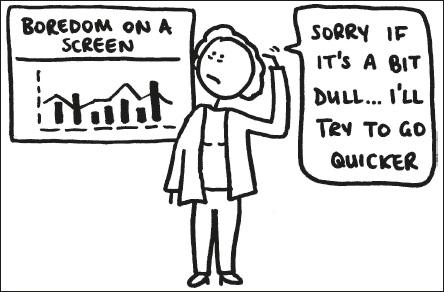 BOREDOM ON A
SCREEN
SORRY IF
IT'S A BIT
DULL... I'LL
TRY TO GO
QUICKER